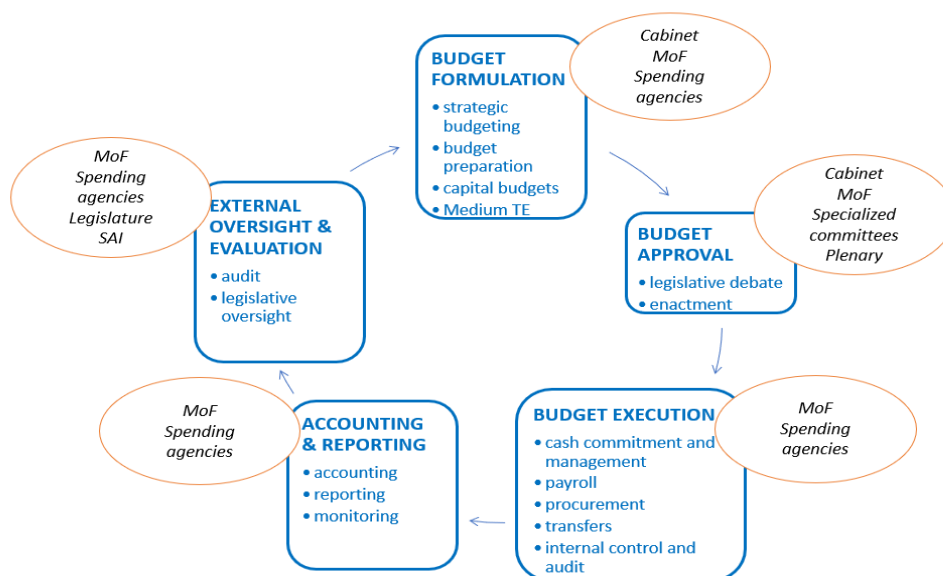 BUDGET
FORMULATION
• strategic
budgeting
• budget
preparation
• capital budgets
• Medium TE
Cabinet
MoF
Spending
agencies
BUDGET
APPROVAL
• legislative debate
• enactment
Cabinet
MoF
Specialized
committees
Plenary
BUDGET EXECUTION
• cash commitment and
management
• payroll
• procurement
• transfers
• internal control and
audit
MoF
Spending
agencies
ACCOUNTING
& REPORTING
• accounting
• reporting
• monitoring
MoF
Spending
agencies
EXTERNAL
OVERSIGHT &
EVALUATION
• audit
• legislative
oversight
MoF
Spending
agencies
Legislature
SAI